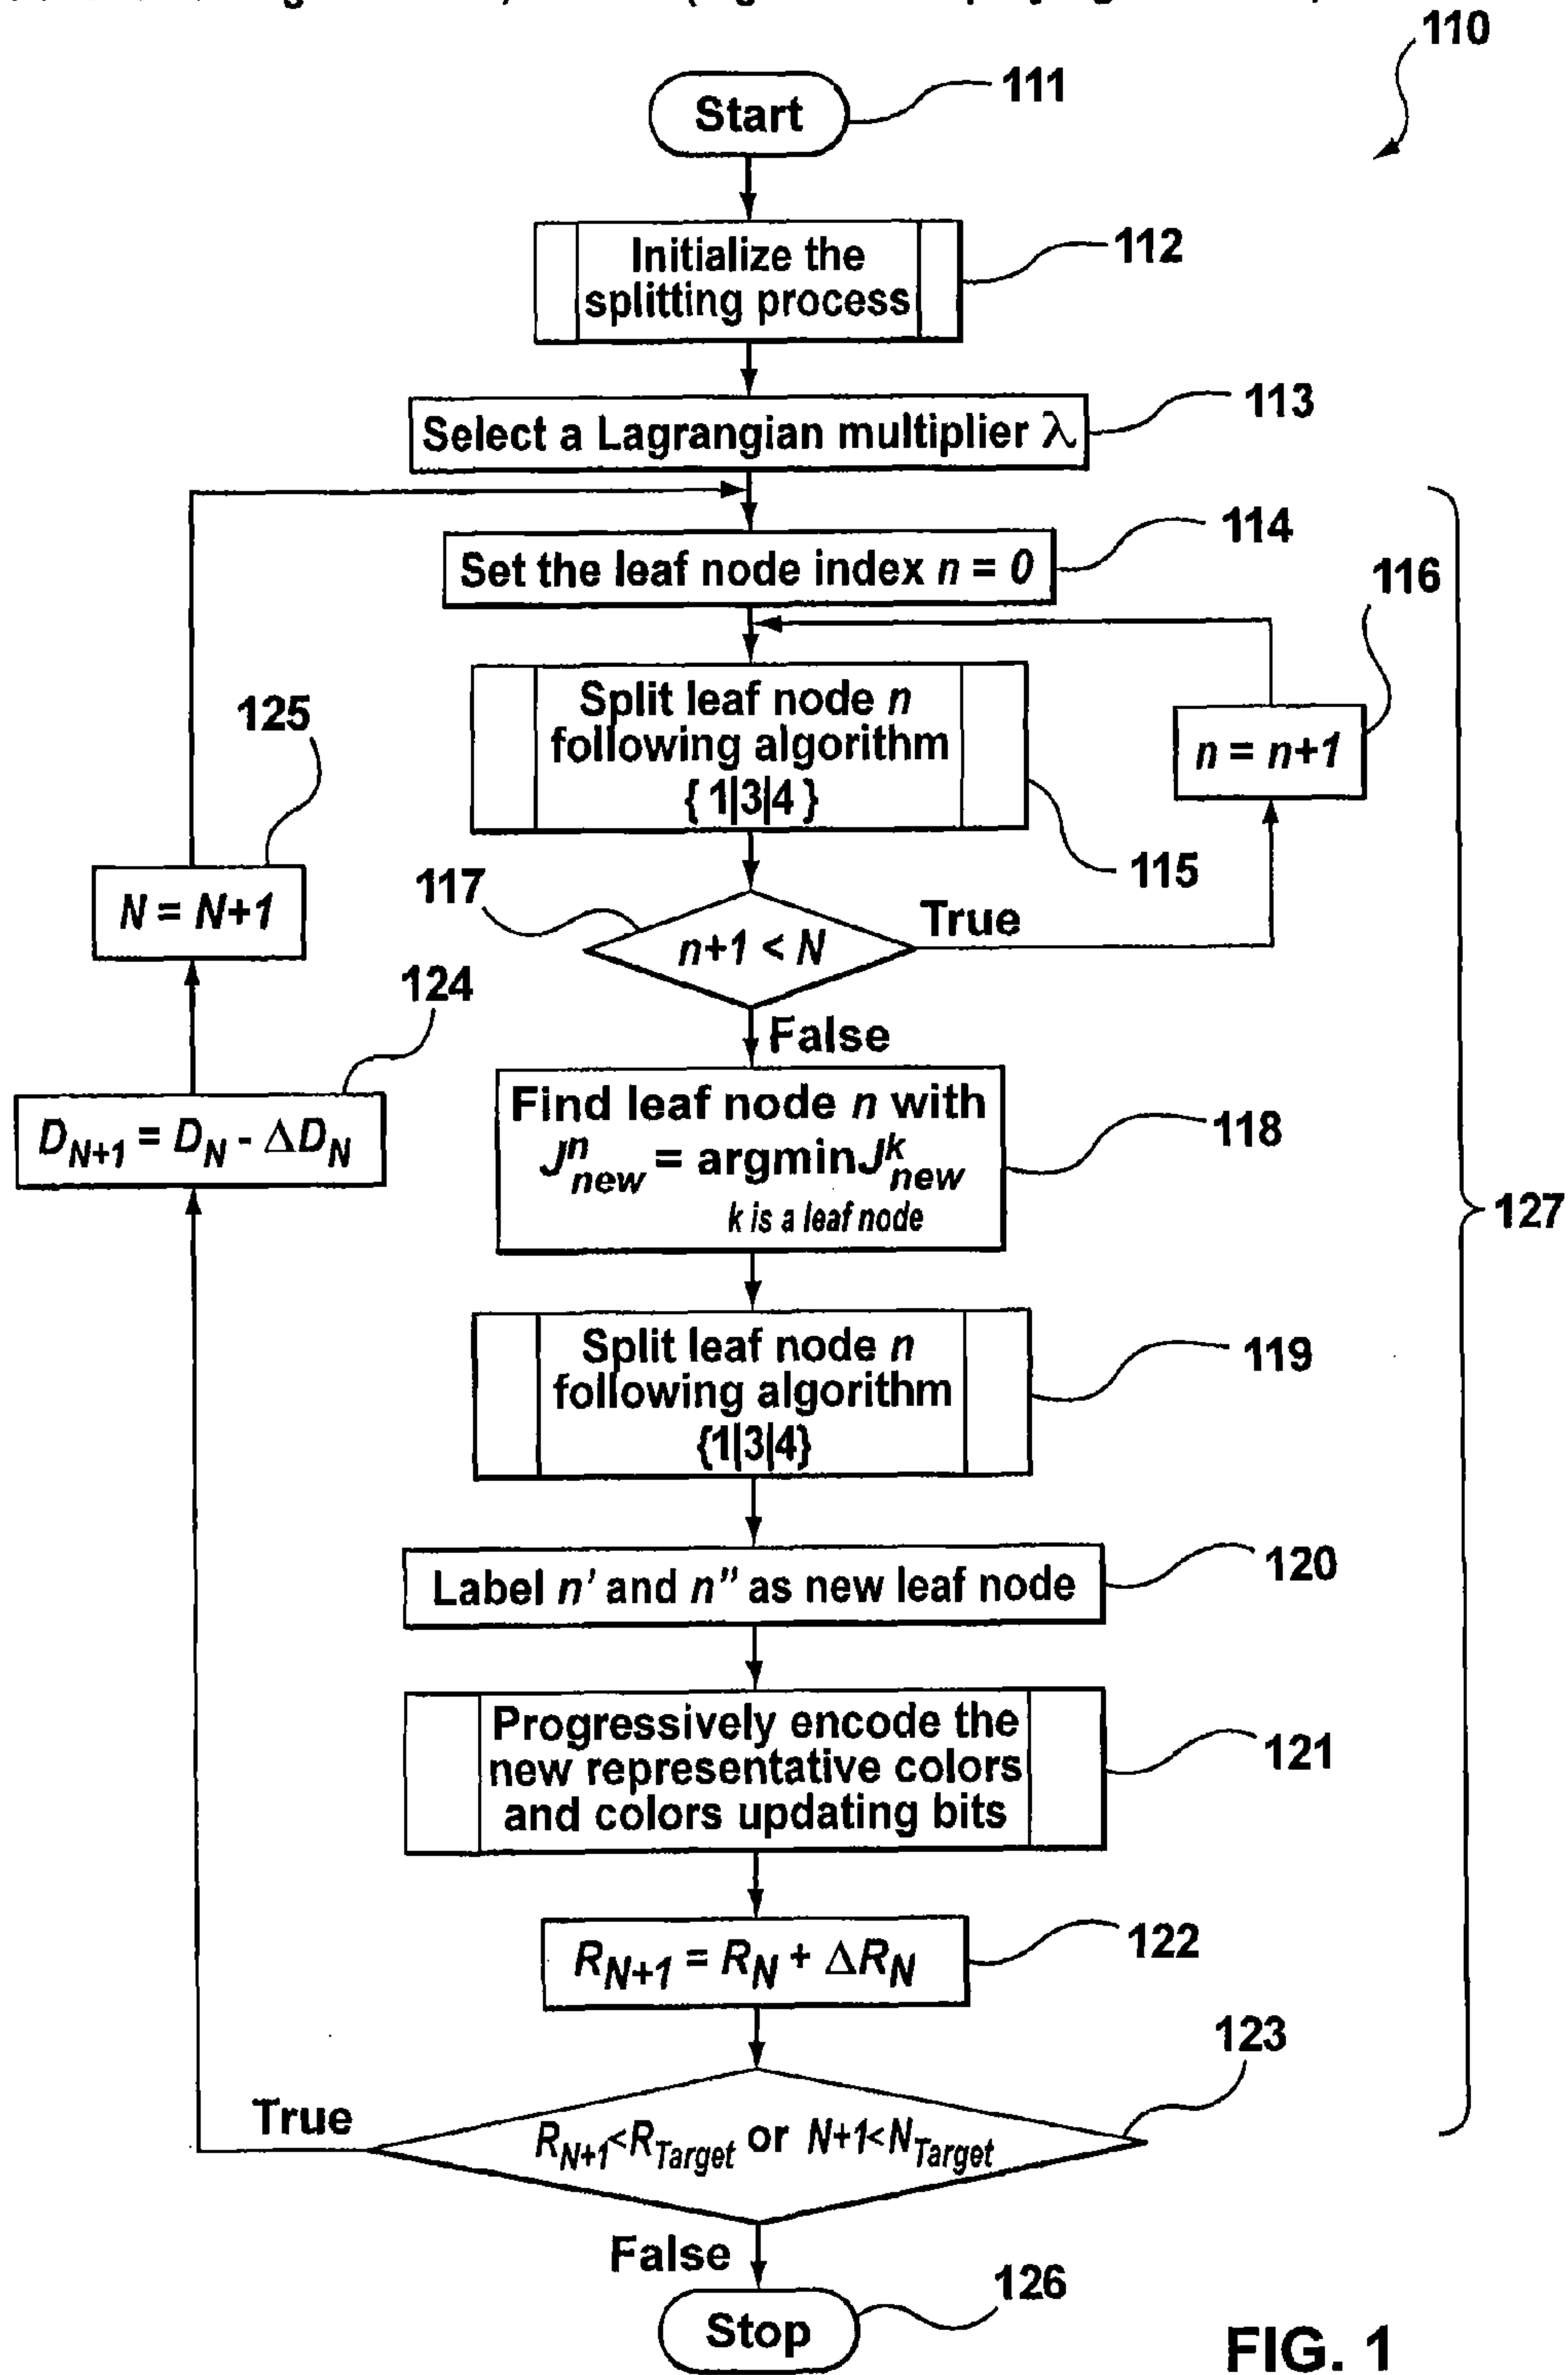 110
Start
111
Initialize the
splitting process
112
Select a Lagrangian multiplier λ
113
Set the leaf node index n = 0
114
116
Split leaf node n
following algorithm
{ 1|3|4 }
115
n = n+1
125
N = N+1
117
n+1 < N
True
False
124
D_{N+1} = D_N - ΔD_N
Find leaf node n with
J^n_{new} = argmin J^k_{new}
k is a leaf node
118
127
Split leaf node n
following algorithm
{1|3|4}
119
Label n' and n" as new leaf node
120
Progressively encode the
new representative colors
and colors updating bits
121
R_{N+1} = R_N + ΔR_N
122
123
True
R_{N+1}<R_{Target} or N+1<N_{Target}
False
126
Stop
FIG. 1